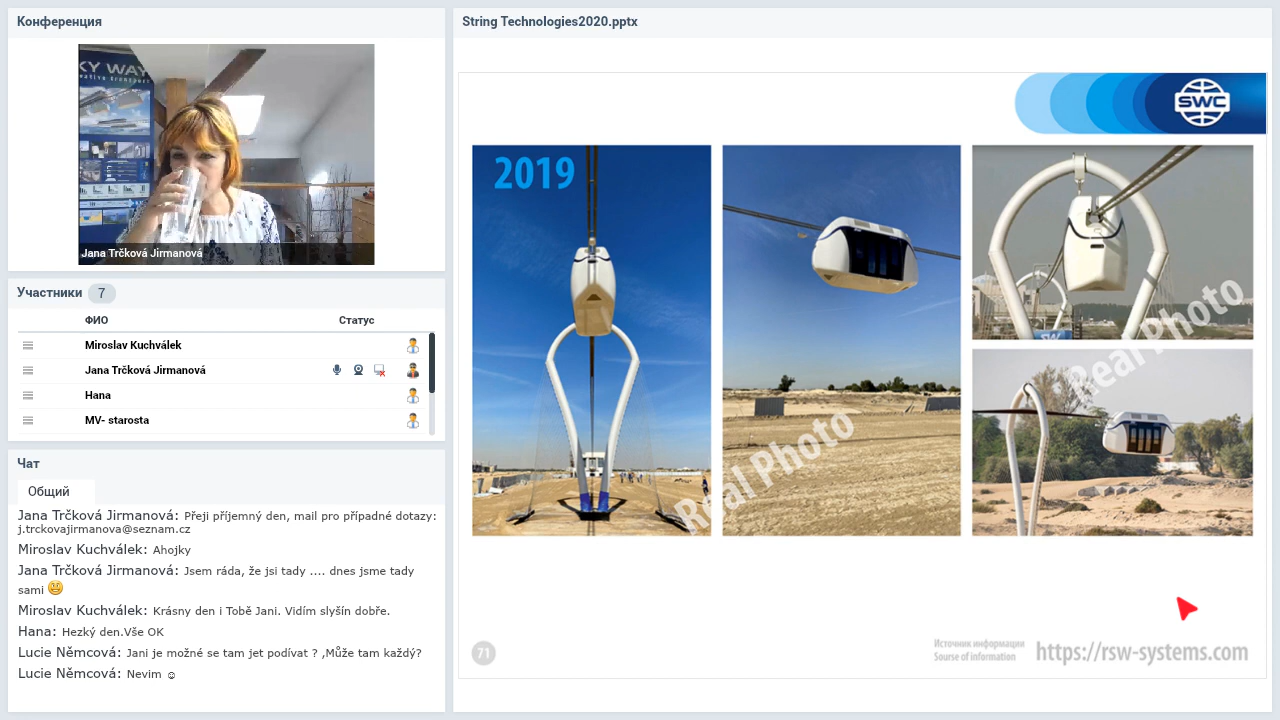 Конференция
KY WAY
Jana Trčková Jirmanová
Участники 7
ФИО Статус
Miroslav Kuchválek
Jana Trčková Jirmanová
Hana
MV- starosta
Чат
Общий
Jana Trčková Jirmanová: Přeji příjemný den, mail pro případné dotazy:
j.trckovajirmanova@seznam.cz
Miroslav Kuchválek: Ahojky
Jana Trčková Jirmanová: Jsem ráda, že jsi tady .... dnes jsme tady
sami
Miroslav Kuchválek: Krásny den i Tobě Jani. Vidím slyšín dobře.
Hana: Hezký den.Vše OK
Lucie Němcová: Jani je možné se tam jet podívat ? ,Může tam každý?
Lucie Němcová: Nevim ☺
String Technologies2020.pptx
SWC
2019
Real Photo
Real Photo
SWC
71
Источник информации
Sourse of information
https://rsw-systems.com